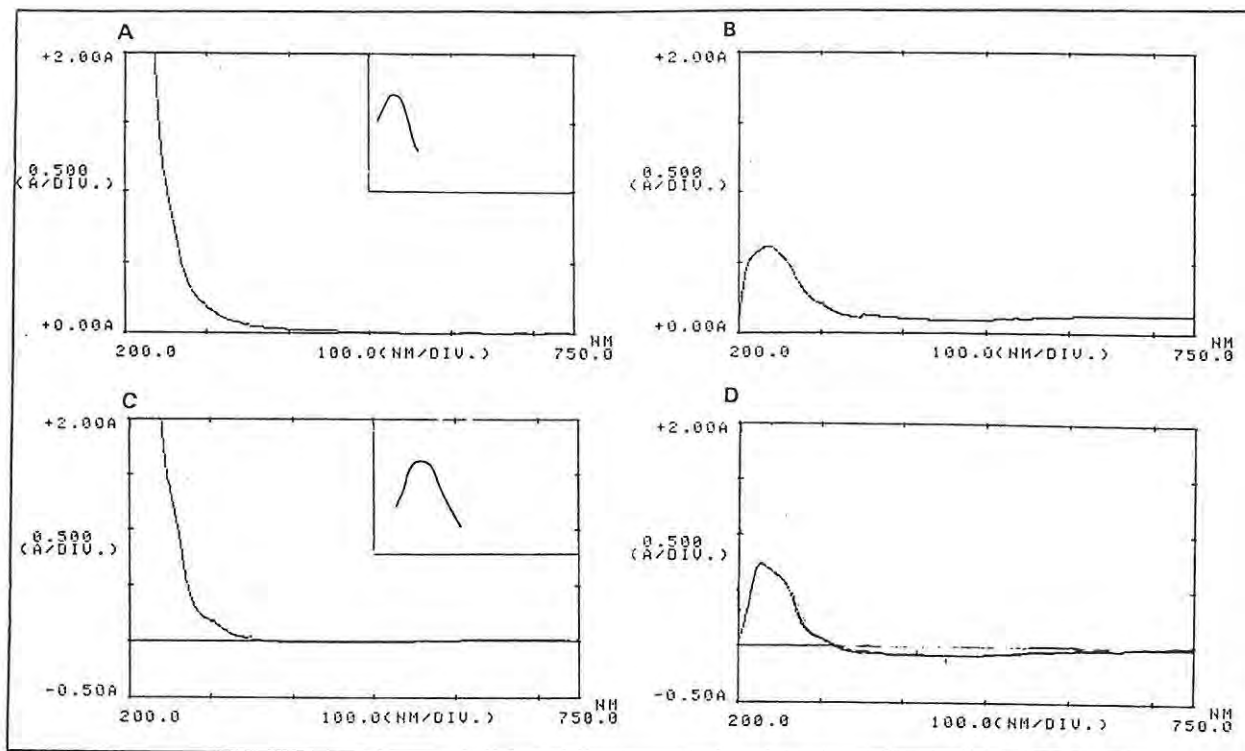 A
+2.00A
0.500
(A/DIV.)
+0.00A
200.0
100.0(NM/DIV.)
NM
750.0
B
+2.00A
0.500
(A/DIV.)
+0.00A
200.0
100.0(NM/DIV.)
NM
750.0
C
+2.00A
0.500
(A/DIV.)
-0.50A
200.0
100.0(NM/DIV.)
NM
750.0
D
+2.00A
0.500
(A/DIV.)
-0.50A
200.0
100.0(NM/DIV.)
NM
750.0